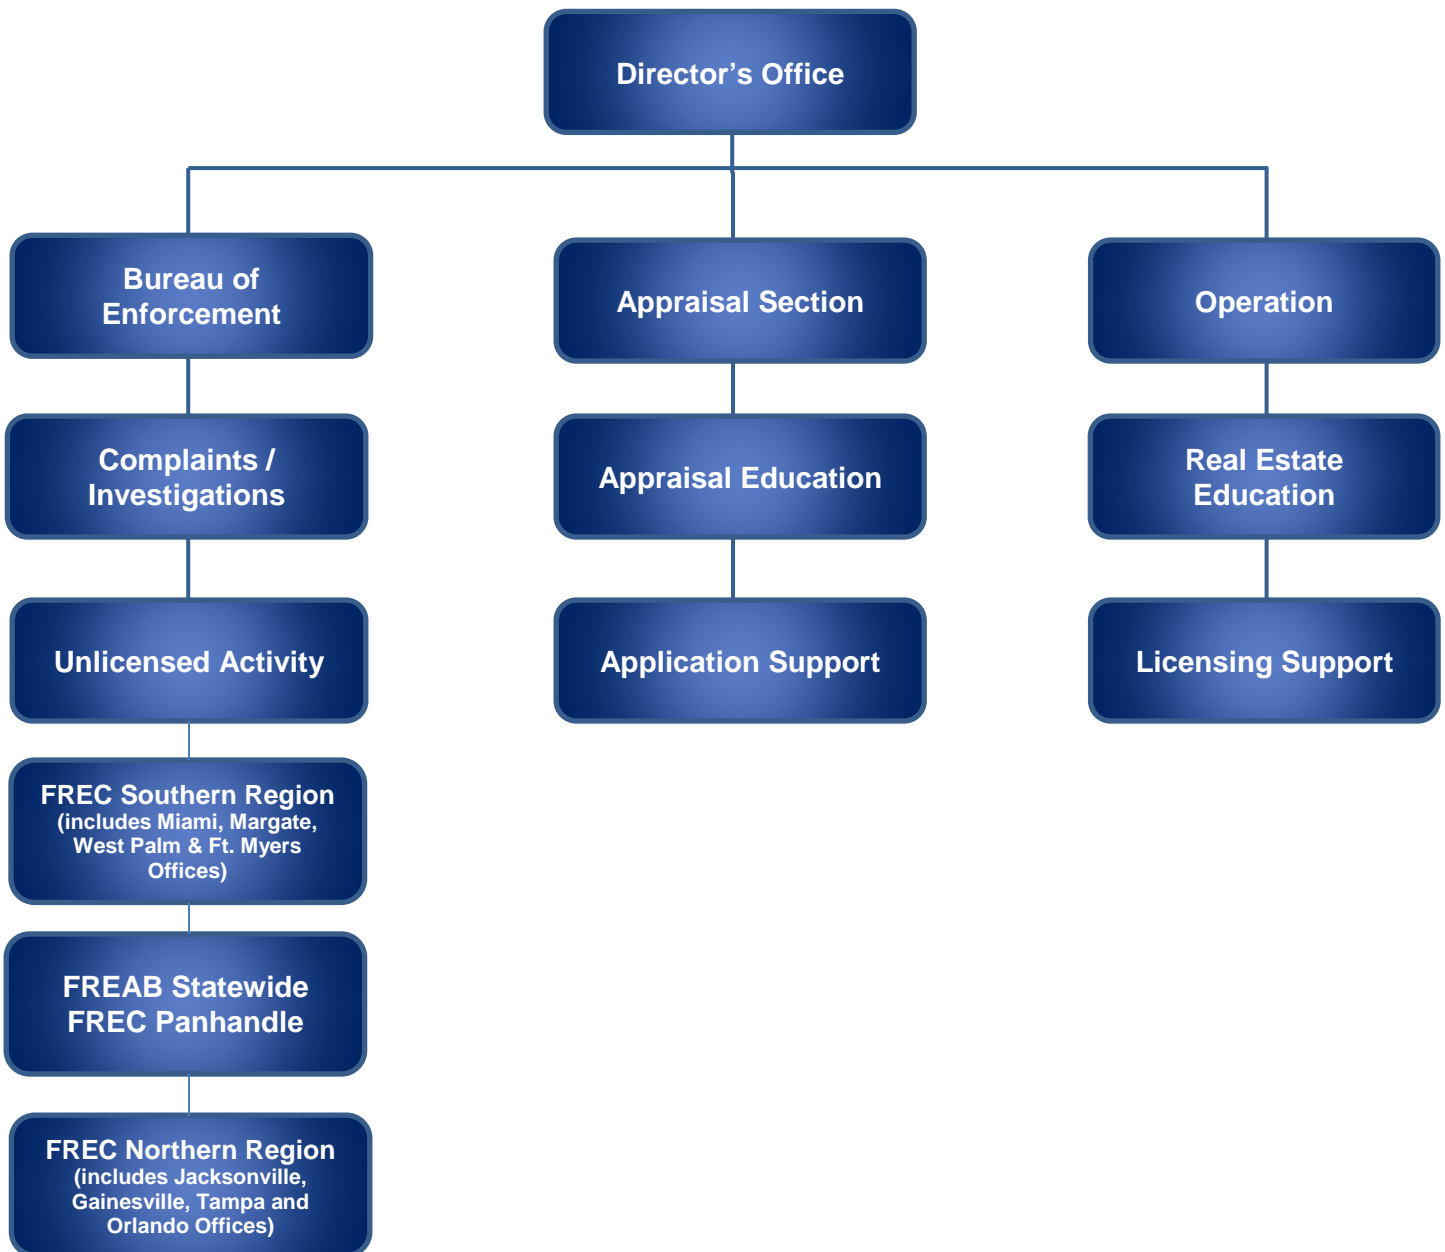 Director’s Office
Bureau of
Enforcement
Appraisal Section
Operation
Complaints /
Investigations
Appraisal Education
Real Estate
Education
Unlicensed Activity
Application Support
Licensing Support
FREC Southern Region
(includes Miami, Margate,
West Palm & Ft. Myers
Offices)
FREAB Statewide
FREC Panhandle
FREC Northern Region
(includes Jacksonville,
Gainesville, Tampa and
Orlando Offices)